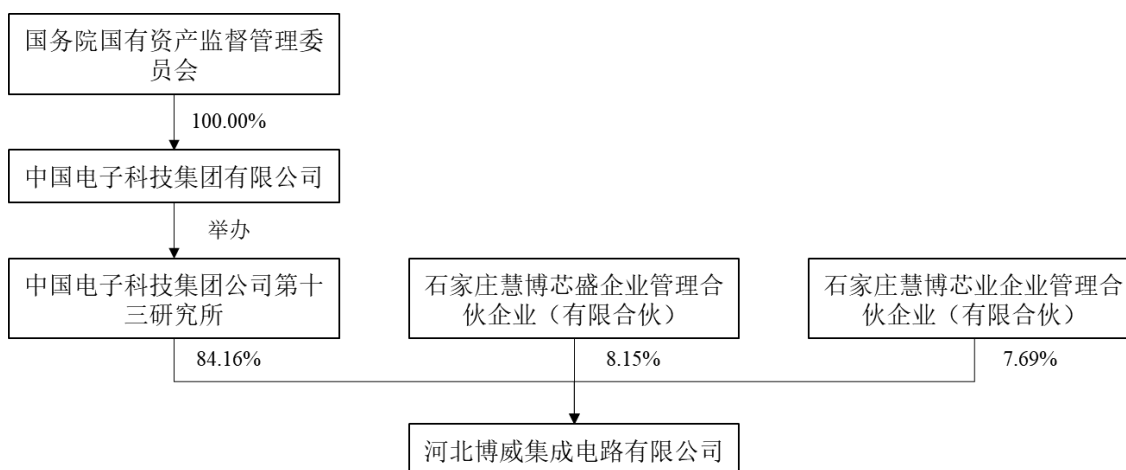 国务院国有资产监督管理委
员会
100.00%
中国电子科技集团有限公司
举办
中国电子科技集团公司第十
三研究所
石家庄慧博芯盛企业管理合
伙企业（有限合伙）
石家庄慧博芯业企业管理合
伙企业（有限合伙）
84.16%
8.15%
7.69%
河北博威集成电路有限公司